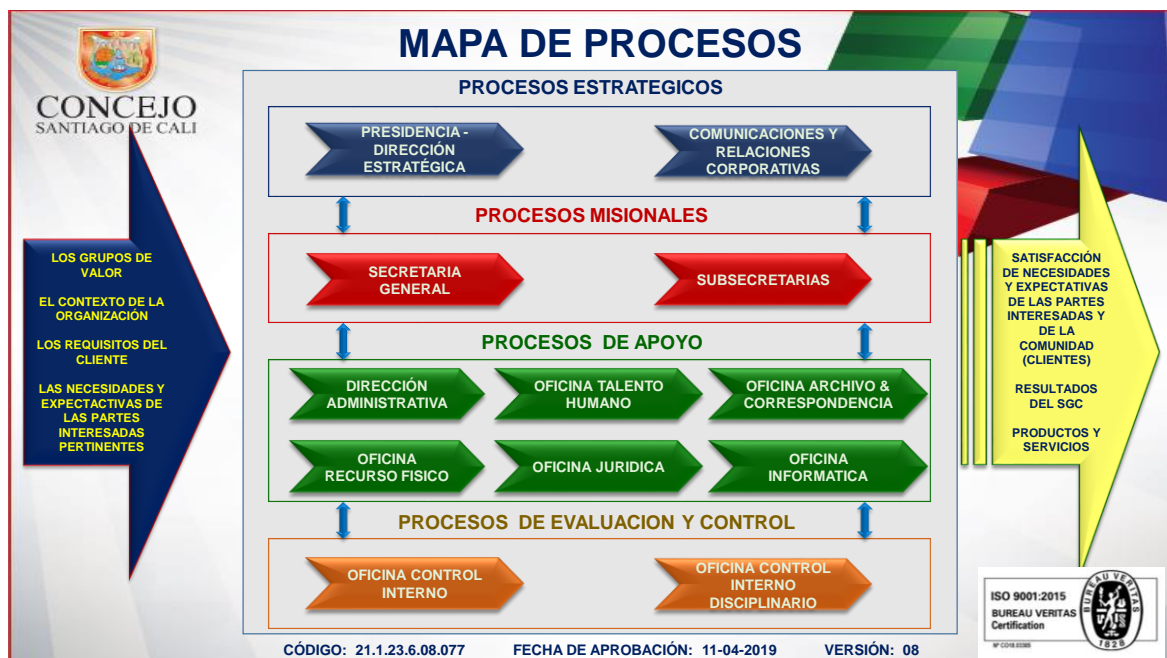 MAPA DE PROCESOS
CONCEJO
SANTIAGO DE CALI
PROCESOS ESTRATEGICOS
PRESIDENCIA -
DIRECCIÓN
ESTRATÉGICA
COMUNICACIONES Y
RELACIONES
CORPORATIVAS
PROCESOS MISIONALES
SECRETARIA
GENERAL
SUBSECRETARIAS
PROCESOS DE APOYO
DIRECCIÓN
ADMINISTRATIVA
OFICINA TALENTO
HUMANO
OFICINA ARCHIVO &
CORRESPONDENCIA
OFICINA
RECURSO FISICO
OFICINA JURIDICA
OFICINA
INFORMATICA
PROCESOS DE EVALUACION Y CONTROL
OFICINA CONTROL
INTERNO
OFICINA CONTROL
INTERNO
DISCIPLINARIO
LOS GRUPOS DE
VALOR
EL CONTEXTO DE LA
ORGANIZACIÓN
LOS REQUISITOS DEL
CLIENTE
LAS NECESIDADES Y
EXPECTACTIVAS DE
LAS PARTES
INTERESADAS
PERTINENTES
SATISFACCIÓN
DE NECESIDADES
Y EXPECTATIVAS
DE LAS PARTES
INTERESADAS Y
DE LA
COMUNIDAD
(CLIENTES)
RESULTADOS
DEL SGC
PRODUCTOS Y
SERVICIOS
ISO 9001:2015
BUREAU VERITAS
Certification
BUREAU VERITAS
1828
CÓDIGO: 21.1.23.6.08.077 FECHA DE APROBACIÓN: 11-04-2019 VERSIÓN: 08